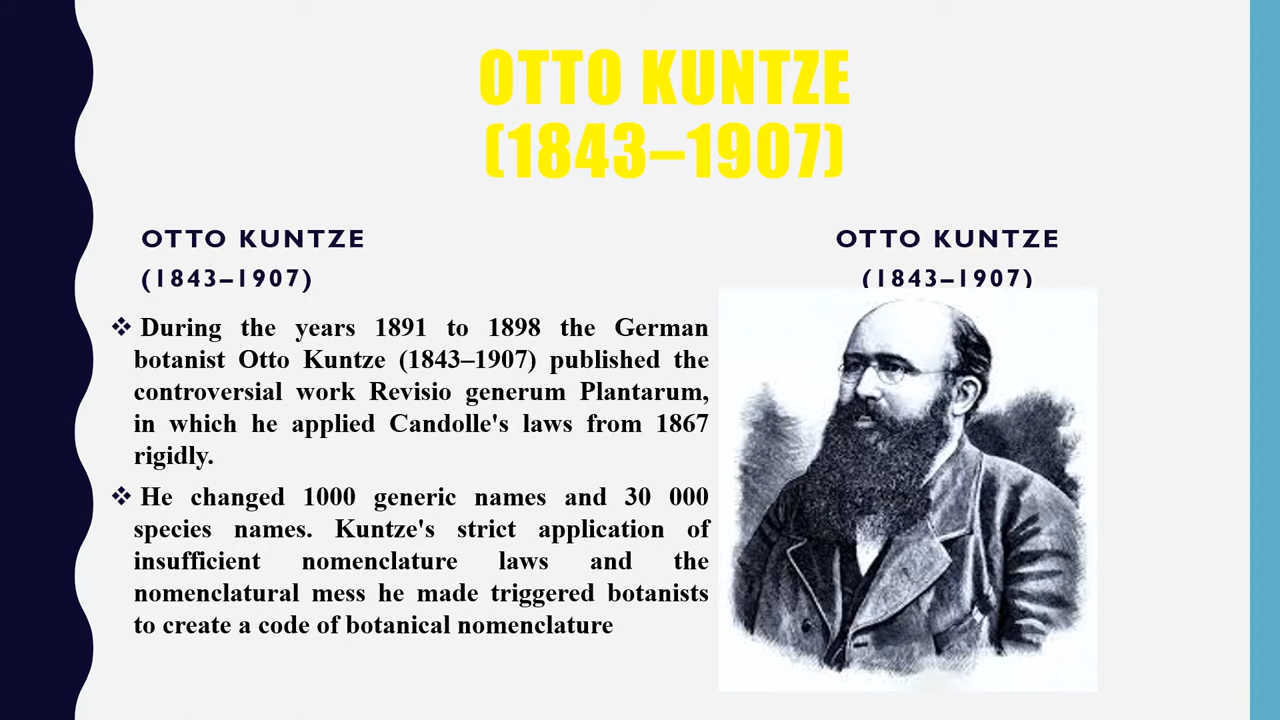 OTTO KUNTZE
(1843–1907)
OTTO KUNTZE
(1843–1907)
❖ During the years 1891 to 1898 the German
botanist Otto Kuntze (1843–1907) published the
controversial work Revisio generum Plantarum,
in which he applied Candolle's laws from 1867
rigidly.
❖ He changed 1000 generic names and 30 000
species names. Kuntze's strict application of
insufficient nomenclature laws and the
nomenclatural mess he made triggered botanists
to create a code of botanical nomenclature
OTTO KUNTZE
(1843–1907)